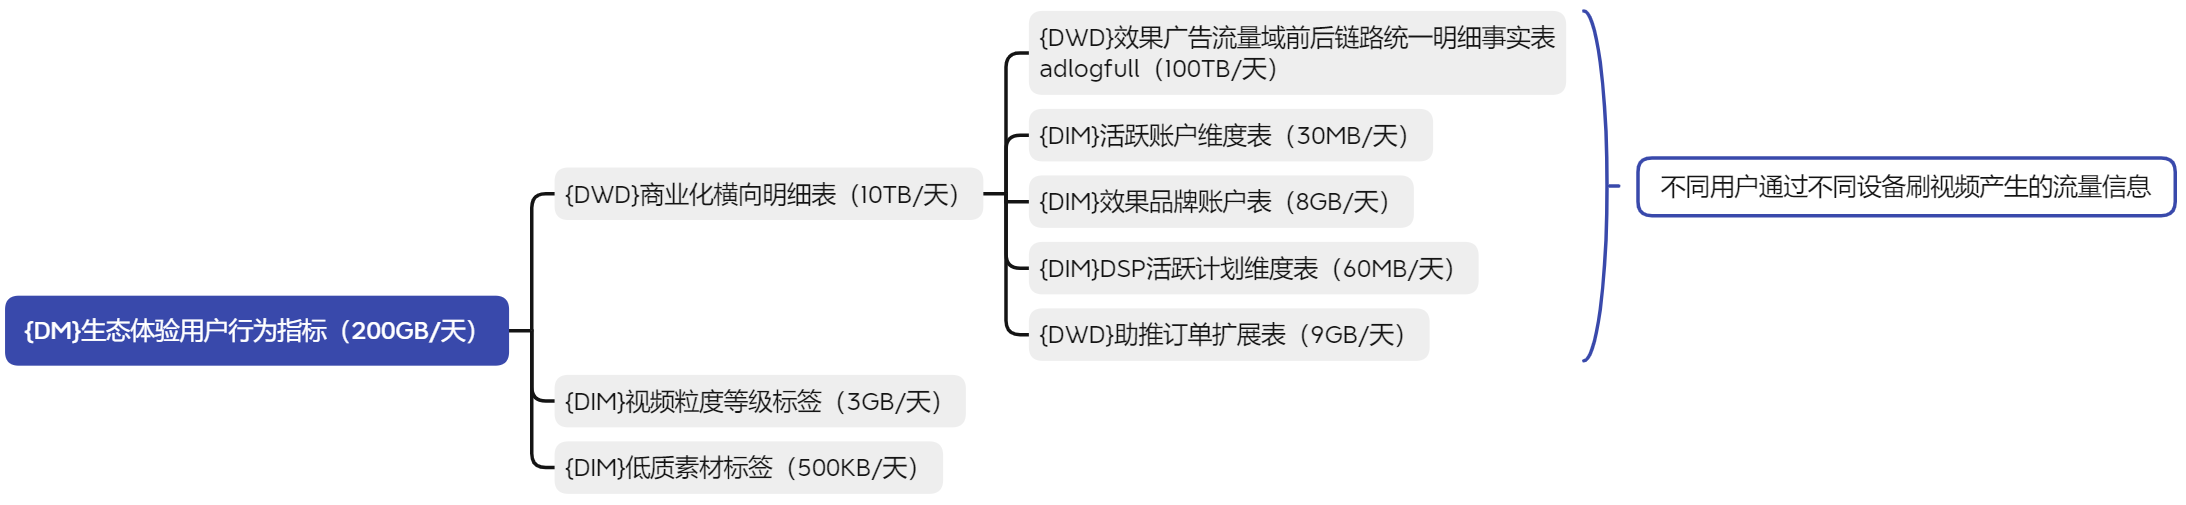 {DM}生态体验用户行为指标（200GB/天）
{DWD}商业化横向明细表（10TB/天）
{DWD}效果广告流量域前后链路统一明细事实表
adlogfull（100TB/天）
{DIM}活跃账户维度表（30MB/天）
{DIM}效果品牌账户表（8GB/天）
{DIM}DSP活跃计划维度表（60MB/天）
{DWD}助推订单扩展表（9GB/天）
不同用户通过不同设备刷视频产生的流量信息
{DIM}视频粒度等级标签（3GB/天）
{DIM}低质素材标签（500KB/天）